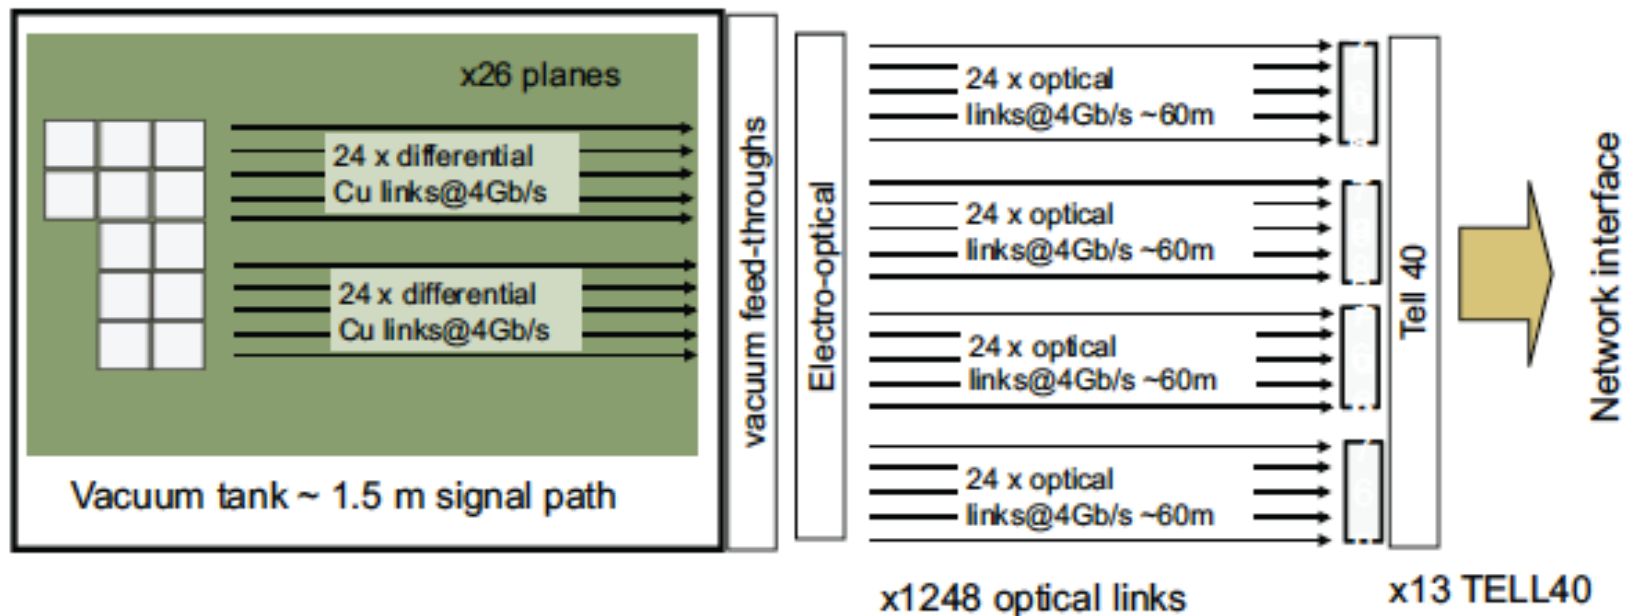 x26 planes
24 x differential
Cu links@4Gb/s
24 x differential
Cu links@4Gb/s
Vacuum tank ~ 1.5 m signal path
vacuum feed-throughs
Electro-optical
24 x optical
links@4Gb/s ~60m
24 x optical
links@4Gb/s ~60m
24 x optical
links@4Gb/s ~60m
24 x optical
links@4Gb/s ~60m
x1248 optical links
Tell 40
x13 TELL40
Network interface